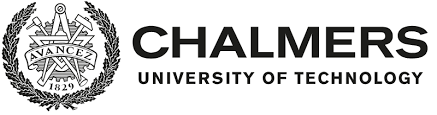 AVANCEZ
1829
CHALMERS
UNIVERSITY OF TECHNOLOGY